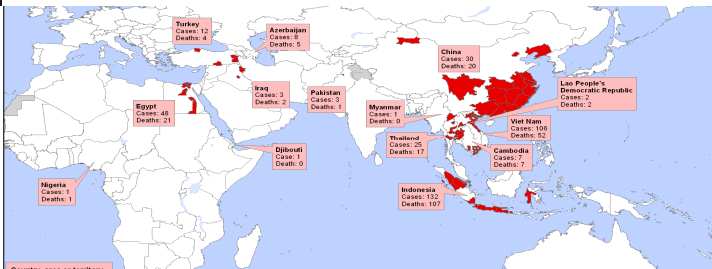 Turkey
Cases: 12
Deaths: 4
Azerbaijan
Cases: 8
Deaths: 5
China
Cases: 30
Deaths: 20
Iraq
Cases: 3
Deaths: 2
Pakistan
Cases: 3
Deaths: 1
Lao People's
Democratic Republic
Cases: 2
Deaths: 2
Egypt
Cases: 48
Deaths: 21
Myanmar
Cases: 1
Deaths: 0
Viet Nam
Cases: 106
Deaths: 52
Thailand
Cases: 25
Deaths: 17
Djibouti
Case: 1
Death: 0
Cambodia
Cases: 7
Deaths: 7
Nigeria
Cases: 1
Deaths: 1
Indonesia
Cases: 132
Deaths: 107